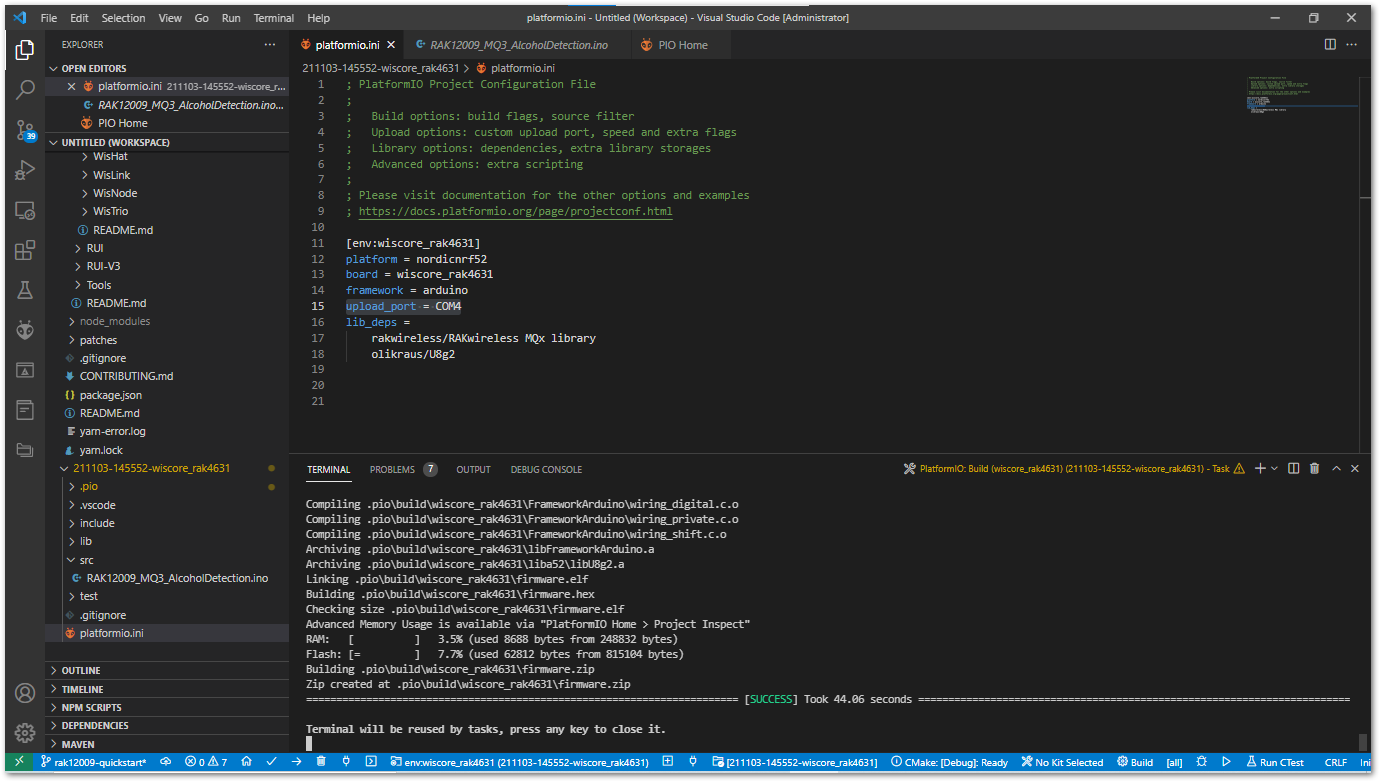 File Edit Selection View Go Run Terminal Help
platformio.ini - Untitled (Workspace) - Visual Studio Code [Administrator]
EXPLORER
OPEN EDITORS
platformio.ini 211103-145552-wiscore_r...
RAK12009_MQ3_AlcoholDetection.ino...
PIO Home
UNTITLED (WORKSPACE)
WisHat
WisLink
WisNode
WisTrio
README.md
RUI
RUI-V3
Tools
README.md
node_modules
patches
.gitignore
CONTRIBUTING.md
package.json
README.md
yarn-error.log
yarn.lock
211103-145552-wiscore_rak4631
.pio
.vscode
include
lib
src
RAK12009_MQ3_AlcoholDetection.ino
test
.gitignore
platformio.ini
OUTLINE
TIMELINE
NPM SCRIPTS
DEPENDENCIES
MAVEN
39
platformio.ini RAK12009_MQ3_AlcoholDetection.ino PIO Home
211103-145552-wiscore_rak4631 > platformio.ini
1 ; PlatformIO Project Configuration File
2 ;
3 ;   Build options: build flags, source filter
4 ;   Upload options: custom upload port, speed and extra flags
5 ;   Library options: dependencies, extra library storages
6 ;   Advanced options: extra scripting
7 ;
8 ; Please visit documentation for the other options and examples
9 ; https://docs.platformio.org/page/projectconf.html
10
11 [env:wiscore_rak4631]
12 platform = nordicnrf52
13 board = wiscore_rak4631
14 framework = arduino
15 upload_port = COM4
16 lib_deps =
17     rakwireless/RAKwireless MQx library
18     olikraus/U8g2
19
20
21
TERMINAL PROBLEMS 7 OUTPUT DEBUG CONSOLE
PlatformIO: Build (wiscore_rak4631) (211103-145552-wiscore_rak4631) - Task
Compiling .pio\build\wiscore_rak4631\FrameworkArduino\wiring_digital.c.o
Compiling .pio\build\wiscore_rak4631\FrameworkArduino\wiring_private.c.o
Compiling .pio\build\wiscore_rak4631\FrameworkArduino\wiring_shift.c.o
Archiving .pio\build\wiscore_rak4631\libFrameworkArduino.a
Archiving .pio\build\wiscore_rak4631\liba52\libU8g2.a
Linking .pio\build\wiscore_rak4631\firmware.elf
Building .pio\build\wiscore_rak4631\firmware.hex
Checking size .pio\build\wiscore_rak4631\firmware.elf
Advanced Memory Usage is available via "PlatformIO Home > Project Inspect"
RAM:   [          ]   3.5% (used 8688 bytes from 248832 bytes)
Flash: [=         ]   7.7% (used 62812 bytes from 815104 bytes)
Building .pio\build\wiscore_rak4631\firmware.zip
Zip created at .pio\build\wiscore_rak4631\firmware.zip
======================================================================== [SUCCESS] Took 44.06 seconds ========================================================================
Terminal will be reused by tasks, press any key to close it.
rak12009-quickstart* 0 7 env:wiscore_rak4631 (211103-145552-wiscore_rak4631) [211103-145552-wiscore_rak4631] CMake: [Debug]: Ready No Kit Selected Build [all] Run CTest CRLF Ini